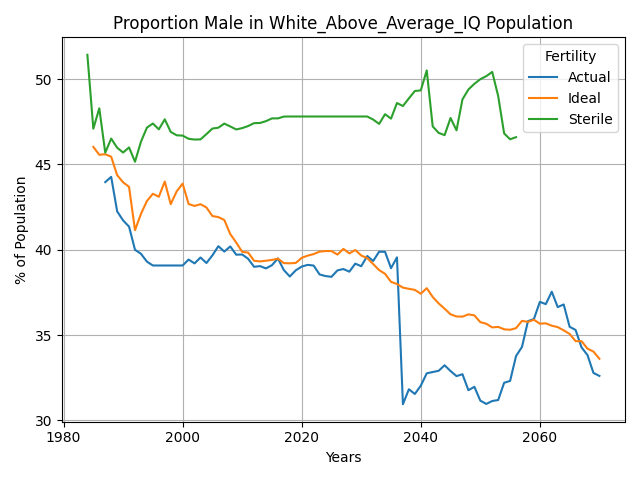 Proportion Male in White_Above_Average_IQ Population
Fertility
Actual
Ideal
Sterile
% of Population
50
45
40
35
30
1980
2000
2020
2040
2060
Years